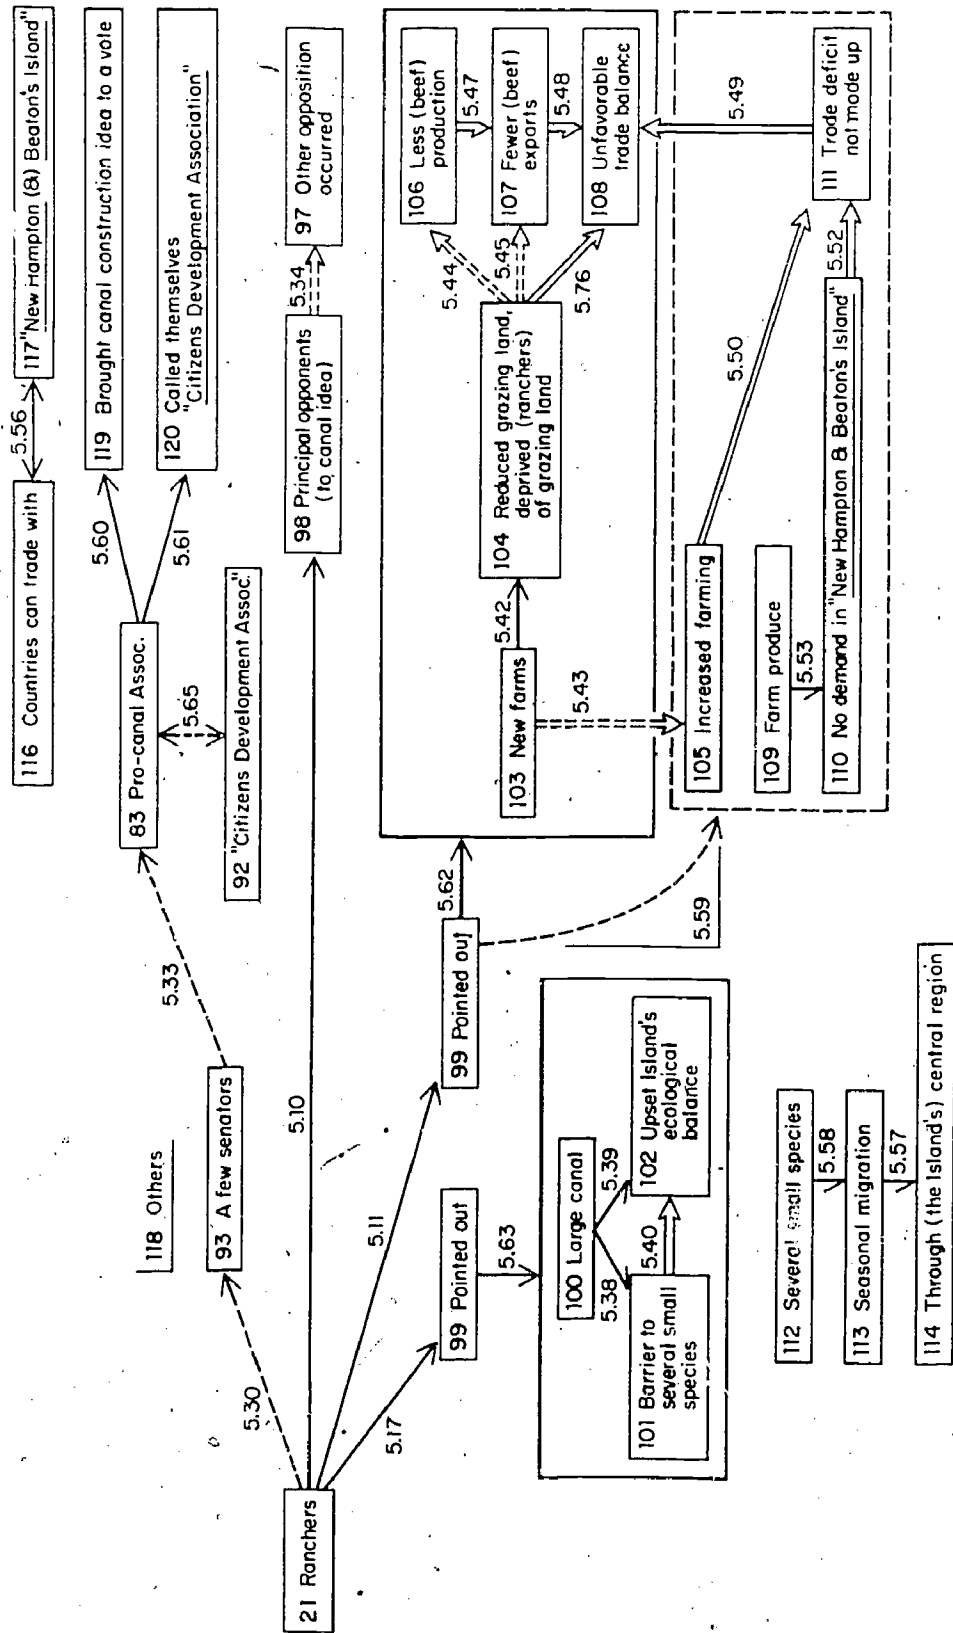 116 Countries can trade with
5.56
117 "New Hampton (&) Beaton's Island"
118 Others
93 A few senators
5.33
83 Pro-canal Assoc.
5.60
119 Brought canal construction idea to a vote
5.61
120 Called themselves
"Citizens Development Association"
5.65
92 "Citizens Development Assoc."
5.30
21 Ranchers
5.10
98 Principal opponents
(to canal idea)
5.34
97 Other opposition
occurred
5.11
5.17
99 Pointed out
5.62
5.59
99 Pointed out
5.63
103 New farms
5.42
5.43
104 Reduced grazing land,
deprived (ranchers)
of grazing land
5.44
5.45
5.76
106 Less (beef)
production
5.47
107 Fewer (beef)
exports
5.48
108 Unfavorable
trade balance
5.49
105 Increased farming
5.50
109 Farm produce
5.53
110 No demand in "New Hampton & Beaton's Island"
5.52
111 Trade deficit
not made up
100 Large canal
5.38
5.39
101 Barrier to
several small
species
5.40
102 Upset Island's
ecological
balance
112 Several small species
5.58
113 Seasonal migration
5.57
114 Through (the Island's) central region